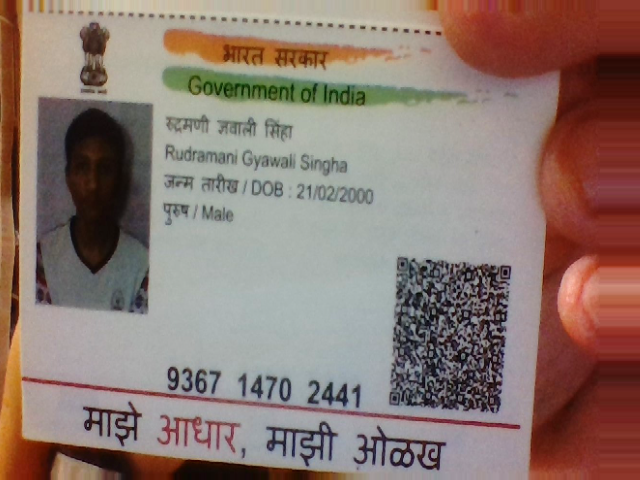 भारत सरकार
Government of India
रुद्रमणी ज्ञवाली सिंहा
Rudramani Gyawali Singha
जन्म तारीख / DOB : 21/02/2000
पुरुष / Male
9367 1470 2441
माझे आधार, माझी ओळख